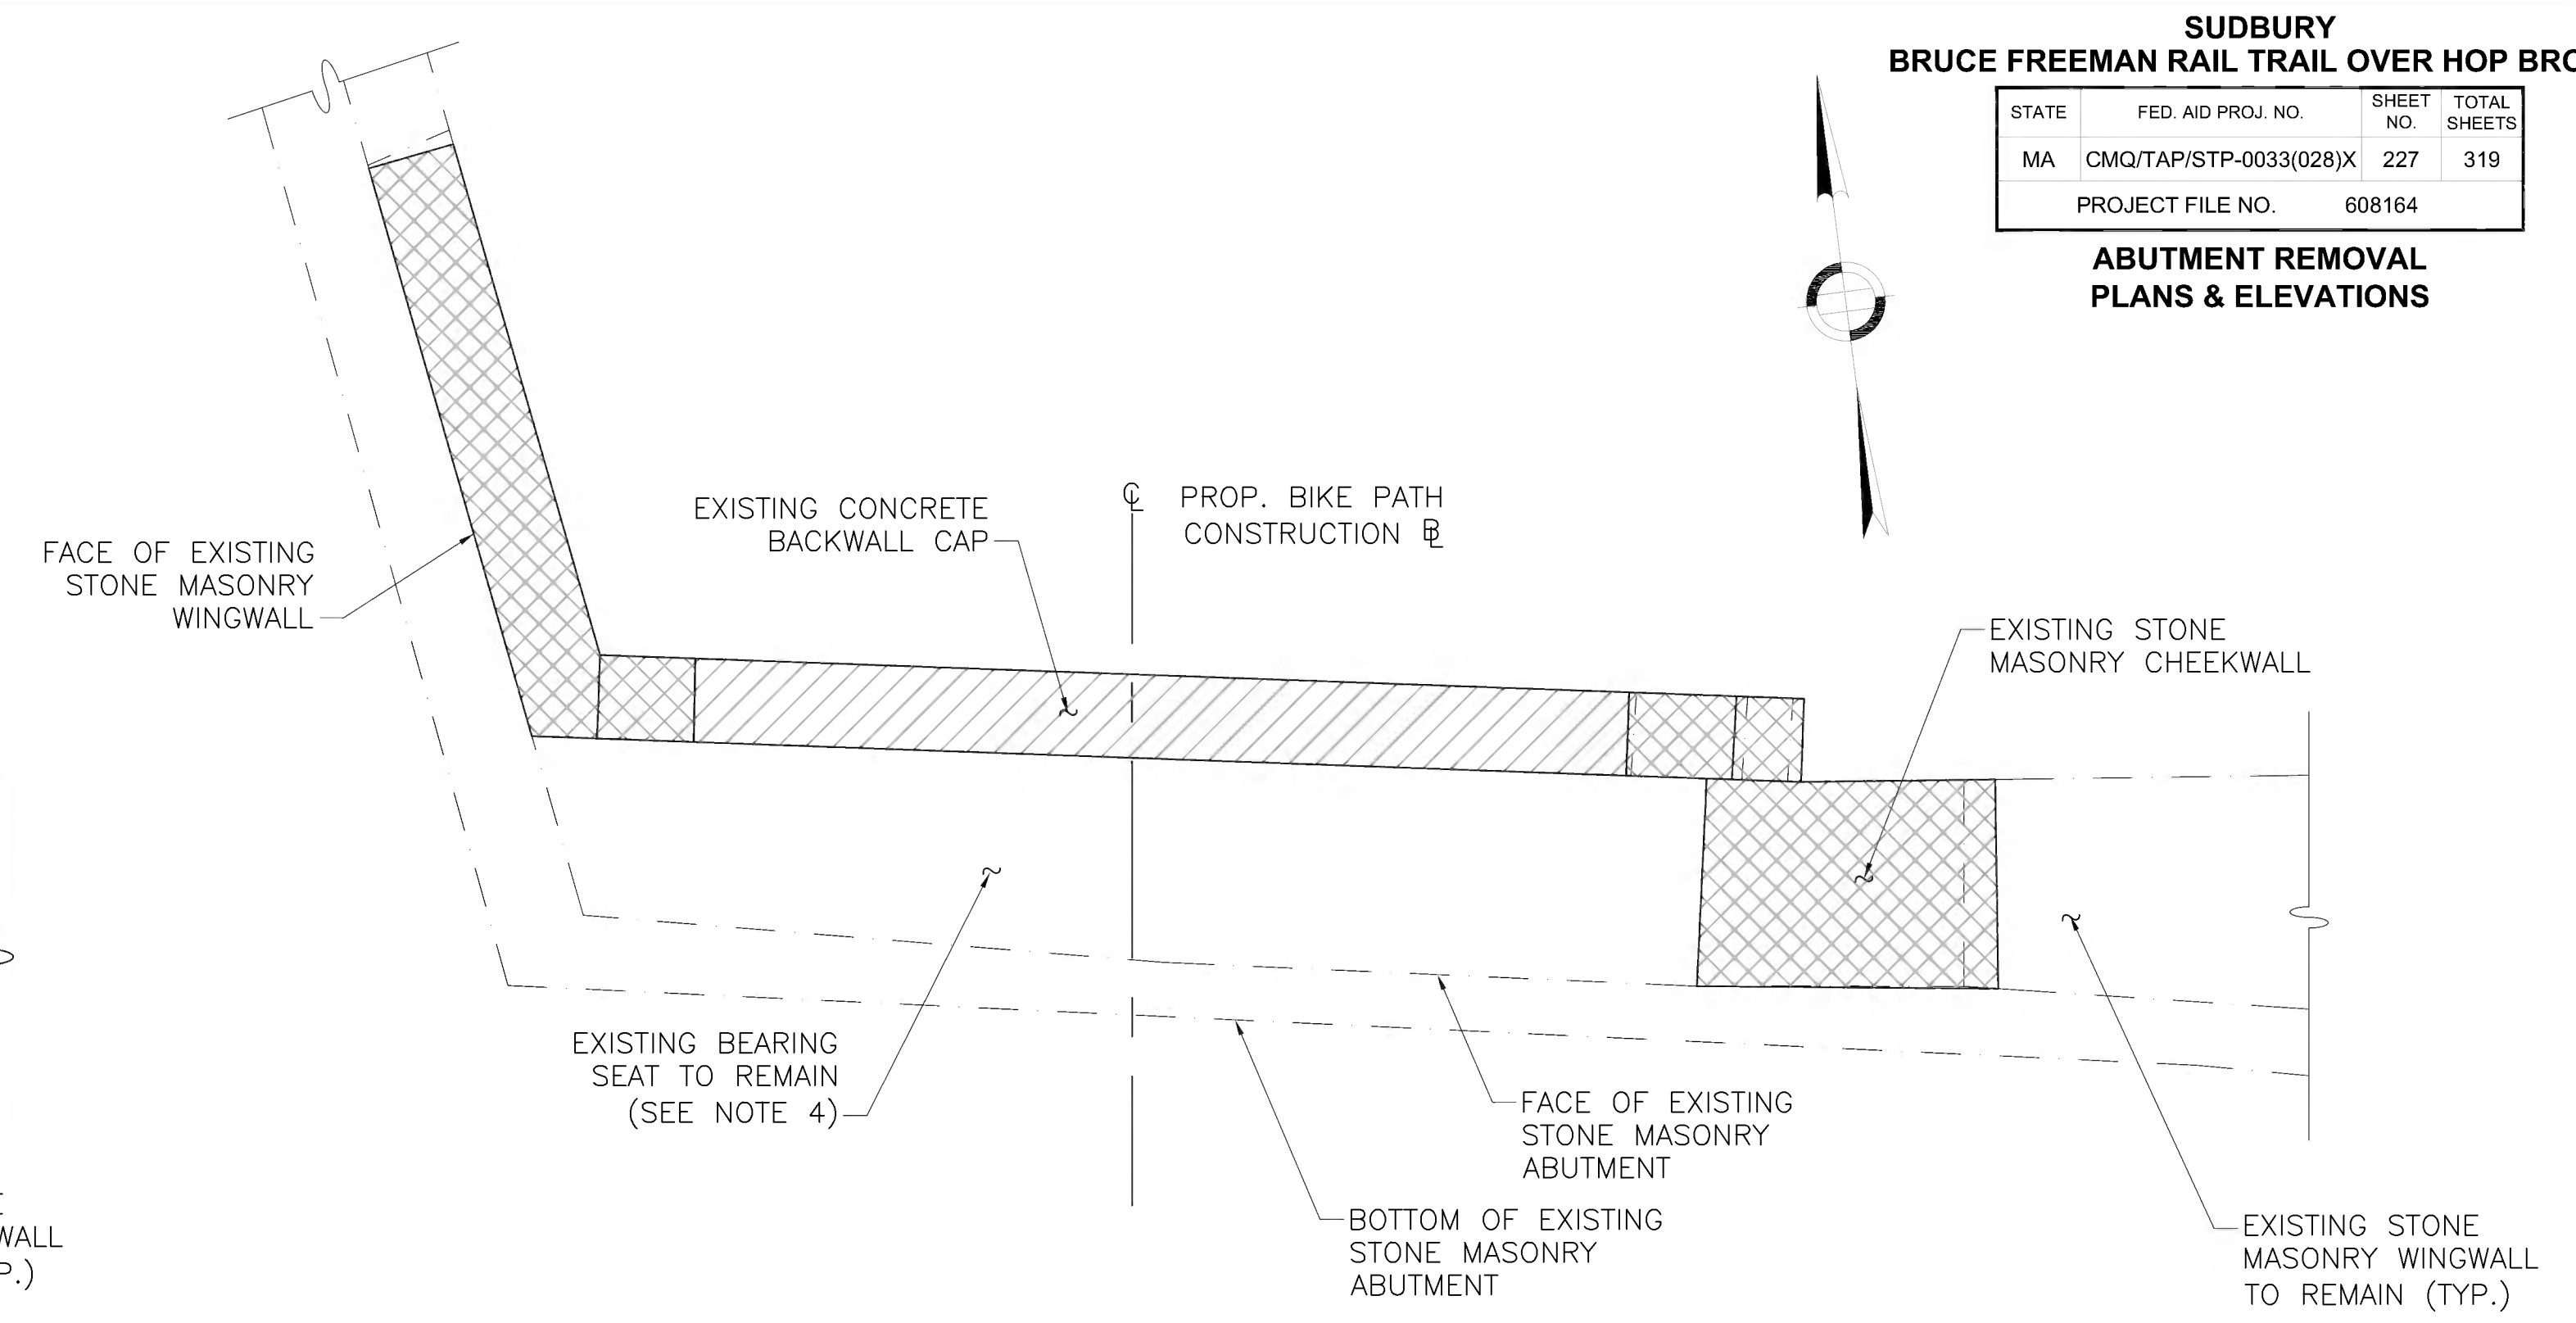 SUDBURY
BRUCE FREEMAN RAIL TRAIL OVER HOP
STATE FED. AID PROJ. NO. SHEET NO. TOTAL SHEETS
MA CMQ/TAP/STP-0033(028)X 227 319
PROJECT FILE NO. 608164
ABUTMENT REMOVAL
PLANS & ELEVATIONS
EXISTING CONCRETE
BACKWALL CAP
℄ PROP. BIKE PATH
CONSTRUCTION BL
FACE OF EXISTING
STONE MASONRY
WINGWALL
EXISTING STONE
MASONRY CHEEKWALL
EXISTING BEARING
SEAT TO REMAIN
(SEE NOTE 4)
FACE OF EXISTING
STONE MASONRY
ABUTMENT
BOTTOM OF EXISTING
STONE MASONRY
ABUTMENT
EXISTING STONE
MASONRY WINGWALL
TO REMAIN (TYP.)
WALL
P.)